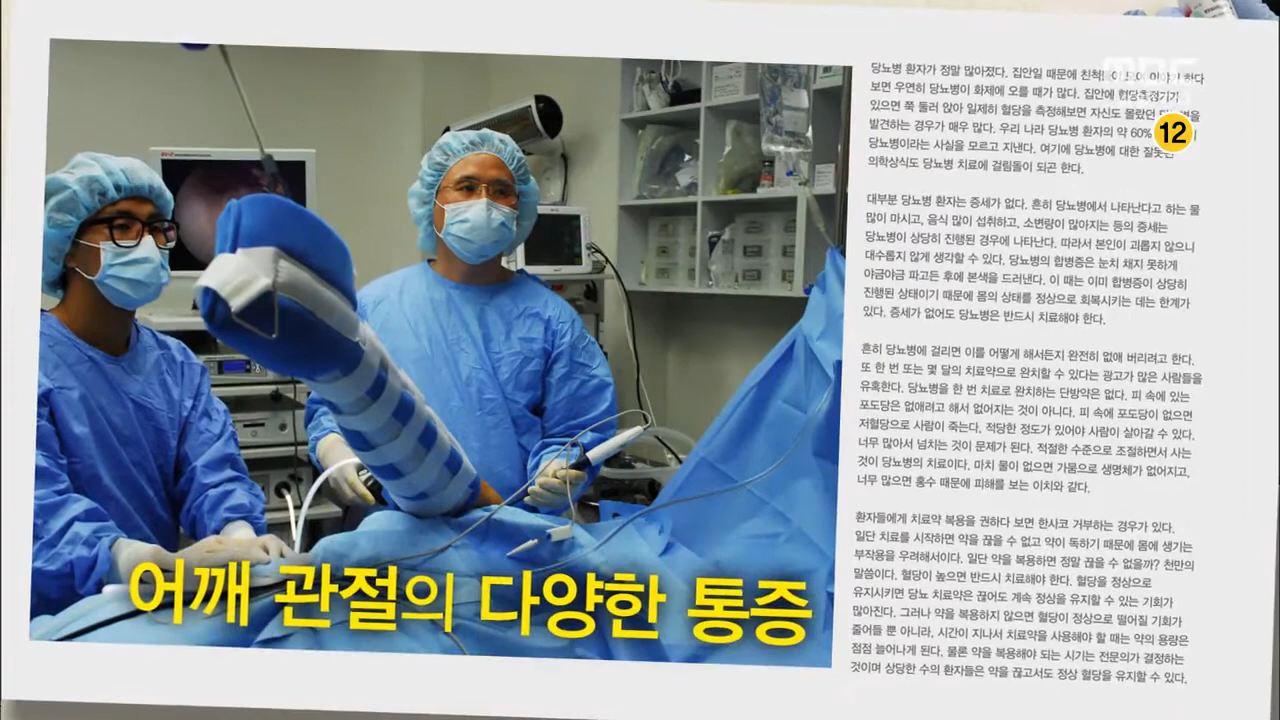 어깨 관절의 다양한 통증
MBC
12
당뇨병 환자가 정말 많아졌다. 집안일 때문에 친척들이 모여 이야기 한다
보면 우연히 당뇨병이 화제에 오를 때가 많다. 집안에 혈당측정기가
있으면 쭉 둘러 앉아 일제히 혈당을 측정해보면 자신도 몰랐던
발견하는 경우가 매우 많다. 우리 나라 당뇨병 환자의 약 60%
당뇨병이라는 사실을 모르고 지낸다. 여기에 당뇨병에 대한 잘못된
의학상식도 당뇨병 치료에 걸림돌이 되곤 한다.
대부분 당뇨병 환자는 증세가 없다. 흔히 당뇨병에서 나타난다고 하는 물
많이 마시고, 음식 많이 섭취하고, 소변량이 많아지는 등의 증세는
당뇨병이 상당히 진행된 경우에 나타난다. 따라서 본인이 괴롭지 않으니
대수롭지 않게 생각할 수 있다. 당뇨병의 합병증은 눈치 채지 못하게
야금야금 파고든 후에 본색을 드러낸다. 이 때는 이미 합병증이 상당히
진행된 상태이기 때문에 몸의 상태를 정상으로 회복시키는 데는 한계가
있다. 증세가 없어도 당뇨병은 반드시 치료해야 한다.
흔히 당뇨병에 걸리면 이를 어떻게 해서든지 완전히 없애 버리려고 한다.
또 한 번 또는 몇 달의 치료약으로 완치할 수 있다는 광고가 많은 사람들을
유혹한다. 당뇨병을 한 번 치료로 완치하는 단방약은 없다. 피 속에 있는
포도당은 없애려고 해서 없어지는 것이 아니다. 피 속에 포도당이 없으면
저혈당으로 사람이 죽는다. 적당한 정도가 있어야 사람이 살아갈 수 있다.
너무 많아서 넘치는 것이 문제가 된다. 적절한 수준으로 조절하면서 사는
것이 당뇨병의 치료이다. 마치 물이 없으면 가뭄으로 생명체가 없어지고,
너무 많으면 홍수 때문에 피해를 보는 이치와 같다.
환자들에게 치료약 복용을 권하다 보면 한사코 거부하는 경우가 있다.
일단 치료를 시작하면 약을 끊을 수 없고 약이 독하기 때문에 몸에 생기는
부작용을 우려해서이다. 일단 약을 복용하면 정말 끊을 수 없을까? 천만의
말씀이다. 혈당이 높으면 반드시 치료해야 한다. 혈당을 정상으로
유지시키면 당뇨 치료약은 끊어도 계속 정상을 유지할 수 있는 기회가
많아진다. 그러나 약을 복용하지 않으면 혈당이 정상으로 떨어질 기회가
줄어들 뿐 아니라, 시간이 지나서 치료약을 사용해야 할 때는 약의 용량은
점점 늘어나게 된다. 물론 약을 복용해야 되는 시기는 전문의가 결정하는
것이며 상당한 수의 환자들은 약을 끊고서도 정상 혈당을 유지할 수 있다.